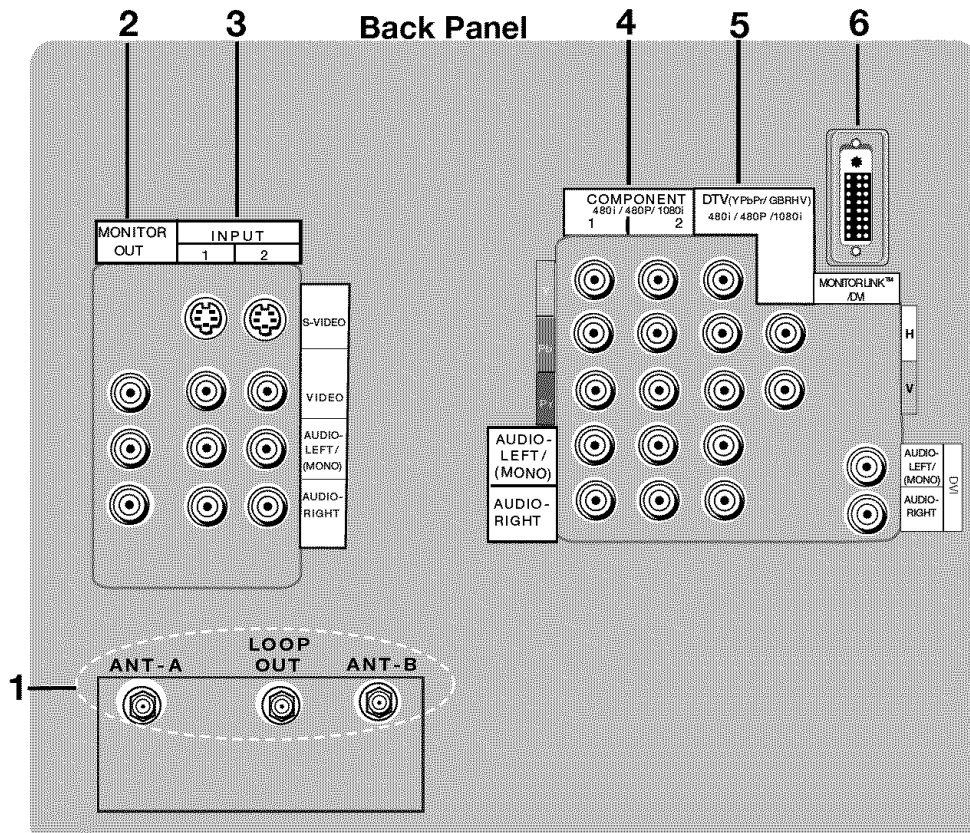 2 3 Back Panel 4 5 6
MONITOR
OUT
INPUT
1 2
S-VIDEO
VIDEO
AUDIO-
LEFT/
(MONO)
AUDIO-
RIGHT
COMPONENT
480i / 480P/ 1080i
1 2
DTV(YPbPr/ GBRHV)
480i / 480P /1080i
MONITORLINK™
/DVI
H
V
Pb
Pr
AUDIO-
LEFT/
(MONO)
AUDIO-
RIGHT
AUDIO-
LEFT/
(MONO)
AUDIO-
RIGHT
DVI
1
ANT-A
LOOP
OUT
ANT-B